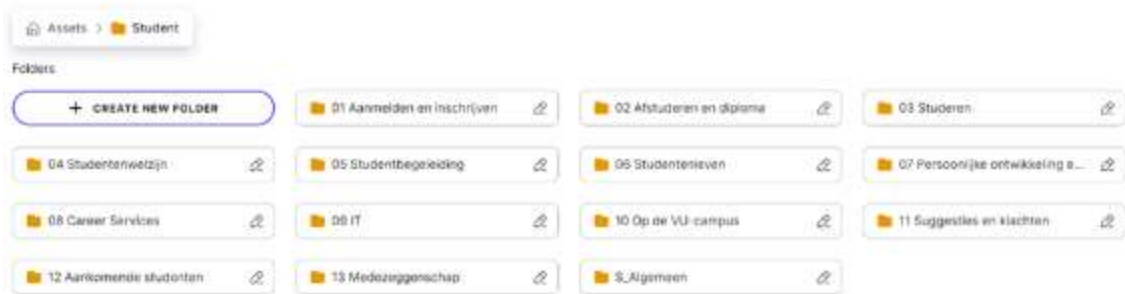 Assets > Student
Folders
+ CREATE NEW FOLDER
01 Aanmelden en inschrijven
02 Afstuderen en diploma
03 Studeren
04 Studentenwelzijn
05 Studentbegeleiding
06 Studentenleven
07 Persoonlijke ontwikkeling e...
08 Career Services
09 IT
10 Op de VU-campus
11 Suggesties en klachten
12 Aankomende studenten
13 Medezeggenschap
S_Algemeen